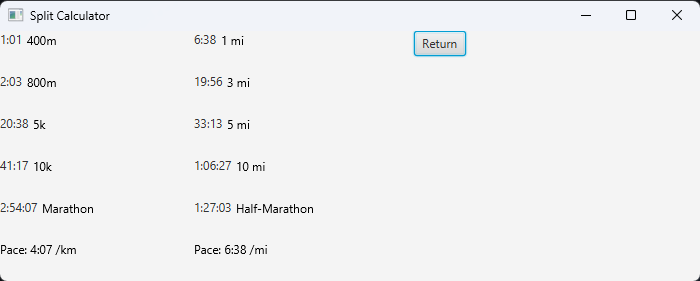 Split Calculator
1:01 400m 6:38 1 mi Return
2:03 800m 19:56 3 mi
20:38 5k 33:13 5 mi
41:17 10k 1:06:27 10 mi
2:54:07 Marathon 1:27:03 Half-Marathon
Pace: 4:07 /km Pace: 6:38 /mi